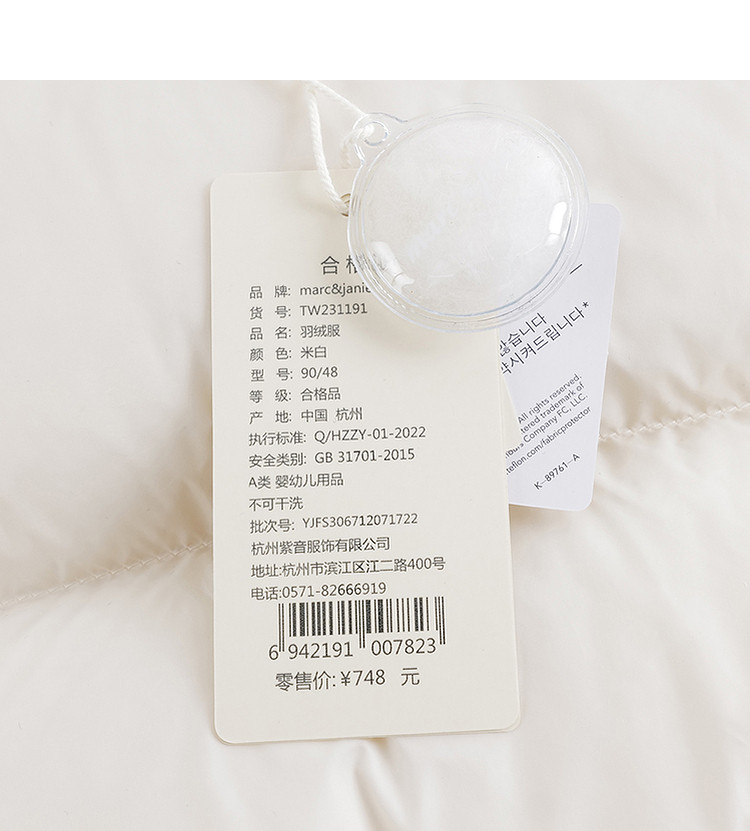 合
品 牌: marc&janie
货 号: TW231191
品 名: 羽绒服
颜 色: 米白
型 号: 90/48
等 级: 合格品
产 地: 中国 杭州
执行标准: Q/HZZY-01-2022
安全类别: GB 31701-2015
A类 婴幼儿用品
不可干洗
批次号: YJFS306712071722
杭州紫音服饰有限公司
地址:杭州市滨江区江二路400号
电话:0571-82666919
6 942191 007823
零售价:¥748 元
않습니다
시켜드립니다*
All rights reserved.
tered trademark of
Company FC, LLC.
teflon.com/fabricprotector
K-89761-A